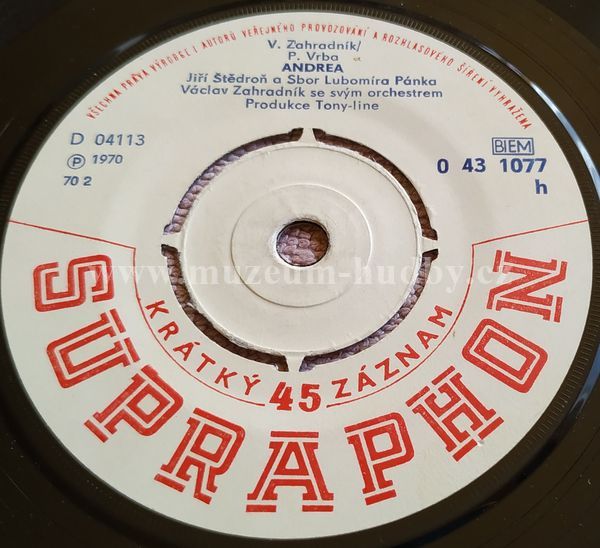 VŠECHNA PRÁVA VÝROBCE I AUTORŮ VEŘEJNÉHO PROVOZOVÁNÍ A ROZHLASOVÉHO ŠÍŘENÍ VYHRAŽENA
V. Zahradník/
P. Vrba
ANDREA
Jiří Štědroň a Sbor Lubomíra Pánka
Václav Zahradník se svým orchestrem
Produkce Tony-line
D 04113
Ⓟ 1970
70 2
BIEM
0 43 1077
h
www.muzeum-hudby.cz
KRÁTKÝ 45 ZÁZNAM
SUPRAPHON